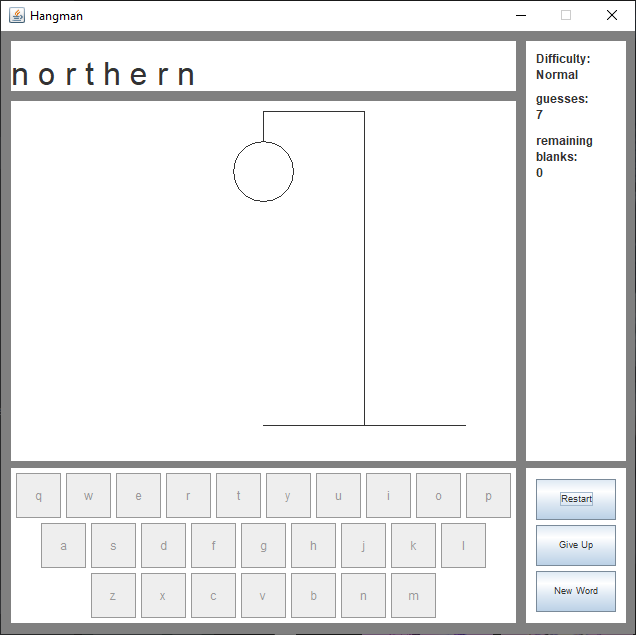 Hangman
n o r t h e r n
Difficulty:
Normal
guesses:
7
remaining
blanks:
0
q w e r t y u i o p
a s d f g h j k l
z x c v b n m
Restart
Give Up
New Word